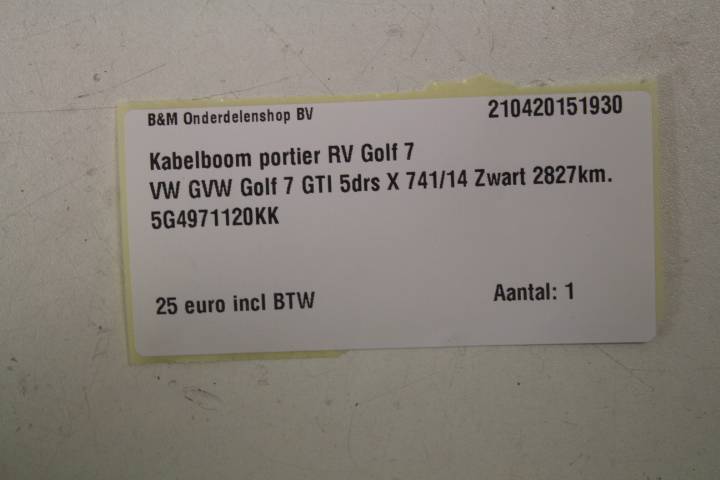 B&M Onderdelenshop BV 210420151930
Kabelboom portier RV Golf 7
VW GVW Golf 7 GTI 5drs X 741/14 Zwart 2827km.
5G4971120KK
25 euro incl BTW Aantal: 1